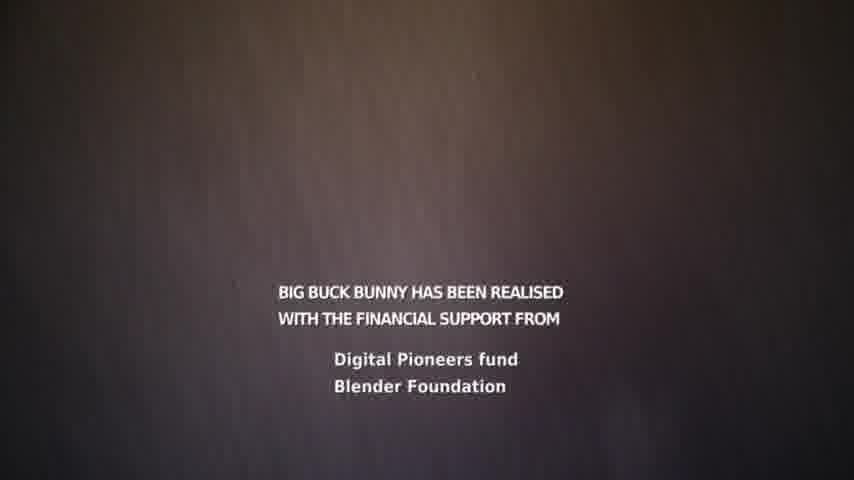 BIG BUCK BUNNY HAS BEEN REALISED
WITH THE FINANCIAL SUPPORT FROM
Digital Pioneers fund
Blender Foundation